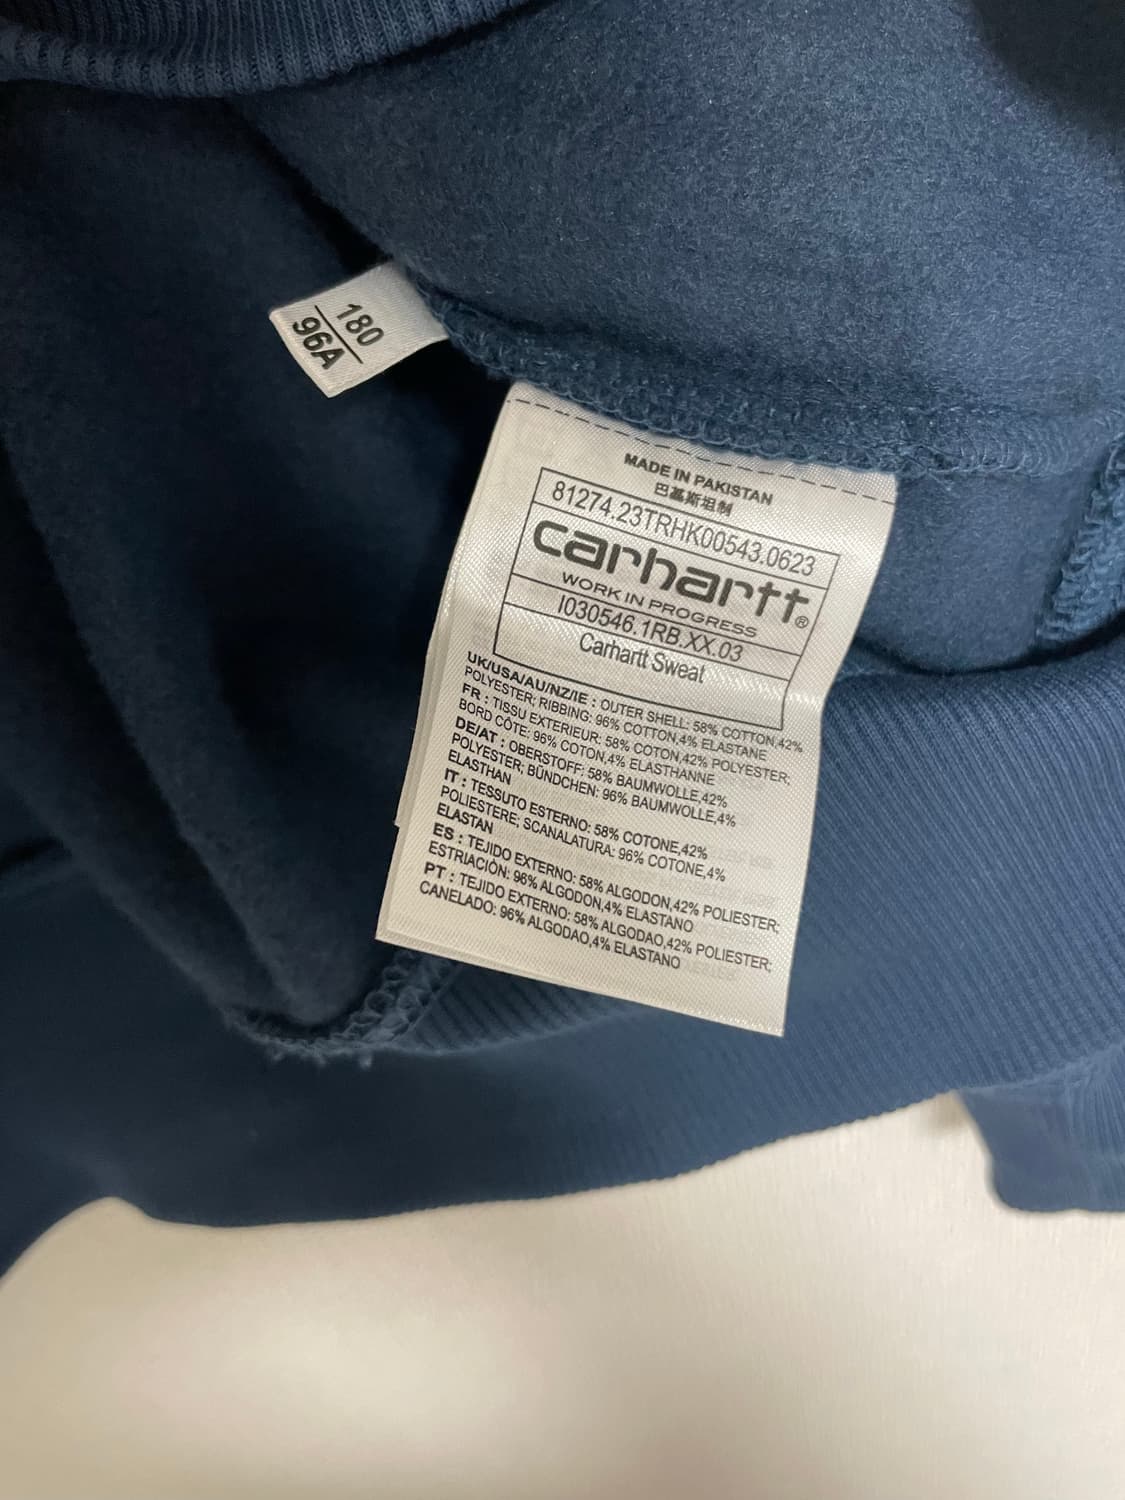 180
96A
MADE IN PAKISTAN
巴基斯坦制
81274.23TRHK00543.0623
carhartt®
WORK IN PROGRESS
I030546.1RB.XX.03
Carhartt Sweat
UK/USA/AU/NZ/IE : OUTER SHELL: 58% COTTON,42%
POLYESTER; RIBBING: 96% COTTON,4% ELASTANE
FR : TISSU EXTERIEUR: 58% COTON,42% POLYESTER;
BORD CÔTE: 96% COTON,4% ELASTHANNE
DE/AT : OBERSTOFF: 58% BAUMWOLLE,42%
POLYESTER; BÜNDCHEN: 96% BAUMWOLLE,4%
ELASTHAN
IT : TESSUTO ESTERNO: 58% COTONE,42%
POLIESTERE; SCANALATURA: 96% COTONE,4%
ELASTAN
ES : TEJIDO EXTERNO: 58% ALGODON,42% POLIESTER;
ESTRIACIÓN: 96% ALGODON,4% ELASTANO
PT : TEJIDO EXTERNO: 58% ALGODAO,42% POLIESTER;
CANELADO: 96% ALGODAO,4% ELASTANO